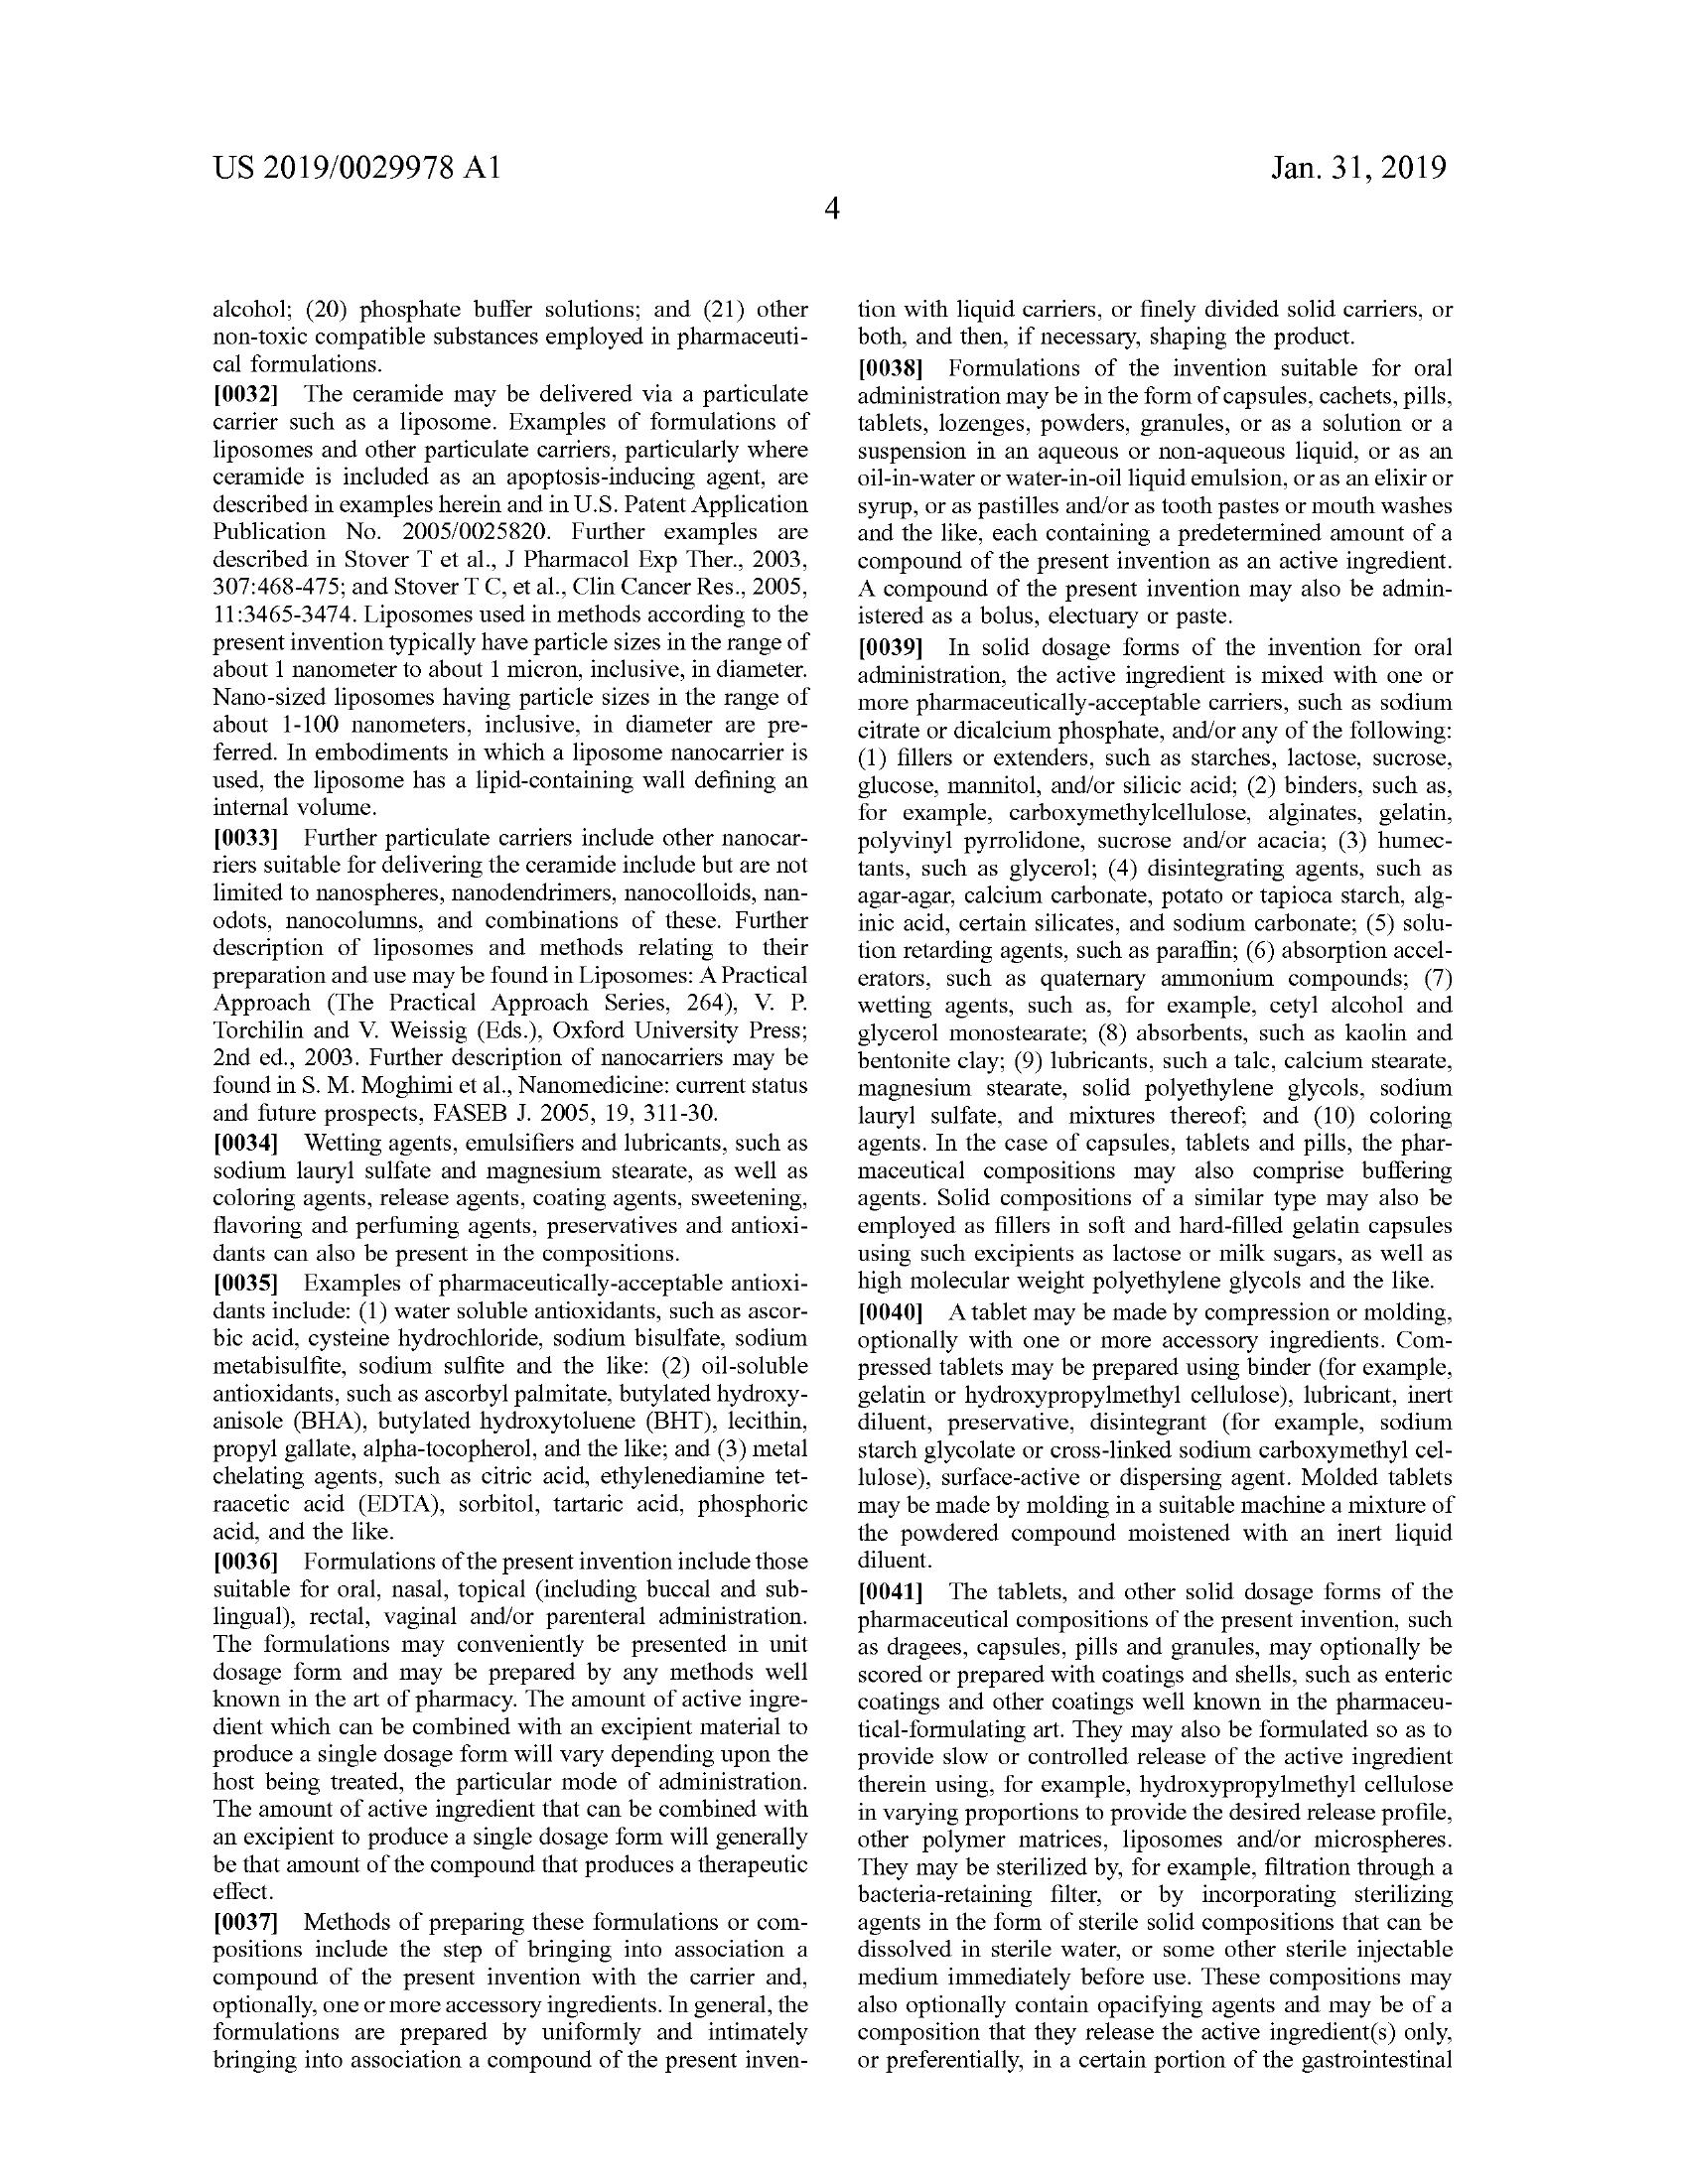 US 2019/0029978 A1
Jan. 31, 2019
4
alcohol; (20) phosphate buffer solutions; and (21) other
non-toxic compatible substances employed in pharmaceuti-
cal formulations.
[0032] The ceramide may be delivered via a particulate
carrier such as a liposome. Examples of formulations of
liposomes and other particulate carriers, particularly where
ceramide is included as an apoptosis-inducing agent, are
described in examples herein and in U.S. Patent Application
Publication No. 2005/0025820. Further examples are
described in Stover T et al., J Pharmacol Exp Ther., 2003,
307:468-475; and Stover T C, et al., Clin Cancer Res., 2005,
11:3465-3474. Liposomes used in methods according to the
present invention typically have particle sizes in the range of
about 1 nanometer to about 1 micron, inclusive, in diameter.
Nano-sized liposomes having particle sizes in the range of
about 1-100 nanometers, inclusive, in diameter are pre-
ferred. In embodiments in which a liposome nanocarrier is
used, the liposome has a lipid-containing wall defining an
internal volume.
[0033] Further particulate carriers include other nanocar-
riers suitable for delivering the ceramide include but are not
limited to nanospheres, nanodendrimers, nanocolloids, nan-
odots, nanocolumns, and combinations of these. Further
description of liposomes and methods relating to their
preparation and use may be found in Liposomes: A Practical
Approach (The Practical Approach Series, 264), V. P.
Torchilin and V. Weissig (Eds.), Oxford University Press;
2nd ed., 2003. Further description of nanocarriers may be
found in S. M. Moghimi et al., Nanomedicine: current status
and future prospects, FASEB J. 2005, 19, 311-30.
[0034] Wetting agents, emulsifiers and lubricants, such as
sodium lauryl sulfate and magnesium stearate, as well as
coloring agents, release agents, coating agents, sweetening,
flavoring and perfuming agents, preservatives and antioxi-
dants can also be present in the compositions.
[0035] Examples of pharmaceutically-acceptable antioxi-
dants include: (1) water soluble antioxidants, such as ascor-
bic acid, cysteine hydrochloride, sodium bisulfate, sodium
metabisulfite, sodium sulfite and the like: (2) oil-soluble
antioxidants, such as ascorbyl palmitate, butylated hydroxy-
anisole (BHA), butylated hydroxytoluene (BHT), lecithin,
propyl gallate, alpha-tocopherol, and the like; and (3) metal
chelating agents, such as citric acid, ethylenediamine tet-
raacetic acid (EDTA), sorbitol, tartaric acid, phosphoric
acid, and the like.
[0036] Formulations of the present invention include those
suitable for oral, nasal, topical (including buccal and sub-
lingual), rectal, vaginal and/or parenteral administration.
The formulations may conveniently be presented in unit
dosage form and may be prepared by any methods well
known in the art of pharmacy. The amount of active ingre-
dient which can be combined with an excipient material to
produce a single dosage form will vary depending upon the
host being treated, the particular mode of administration.
The amount of active ingredient that can be combined with
an excipient to produce a single dosage form will generally
be that amount of the compound that produces a therapeutic
effect.
[0037] Methods of preparing these formulations or com-
positions include the step of bringing into association a
compound of the present invention with the carrier and,
optionally, one or more accessory ingredients. In general, the
formulations are prepared by uniformly and intimately
bringing into association a compound of the present inven-
tion with liquid carriers, or finely divided solid carriers, or
both, and then, if necessary, shaping the product.
[0038] Formulations of the invention suitable for oral
administration may be in the form of capsules, cachets, pills,
tablets, lozenges, powders, granules, or as a solution or a
suspension in an aqueous or non-aqueous liquid, or as an
oil-in-water or water-in-oil liquid emulsion, or as an elixir or
syrup, or as pastilles and/or as tooth pastes or mouth washes
and the like, each containing a predetermined amount of a
compound of the present invention as an active ingredient.
A compound of the present invention may also be admin-
istered as a bolus, electuary or paste.
[0039] In solid dosage forms of the invention for oral
administration, the active ingredient is mixed with one or
more pharmaceutically-acceptable carriers, such as sodium
citrate or dicalcium phosphate, and/or any of the following:
(1) fillers or extenders, such as starches, lactose, sucrose,
glucose, mannitol, and/or silicic acid; (2) binders, such as,
for example, carboxymethylcellulose, alginates, gelatin,
polyvinyl pyrrolidone, sucrose and/or acacia; (3) humec-
tants, such as glycerol; (4) disintegrating agents, such as
agar-agar, calcium carbonate, potato or tapioca starch, alg-
inic acid, certain silicates, and sodium carbonate; (5) solu-
tion retarding agents, such as paraffin; (6) absorption accel-
erators, such as quaternary ammonium compounds; (7)
wetting agents, such as, for example, cetyl alcohol and
glycerol monostearate; (8) absorbents, such as kaolin and
bentonite clay; (9) lubricants, such a talc, calcium stearate,
magnesium stearate, solid polyethylene glycols, sodium
lauryl sulfate, and mixtures thereof; and (10) coloring
agents. In the case of capsules, tablets and pills, the phar-
maceutical compositions may also comprise buffering
agents. Solid compositions of a similar type may also be
employed as fillers in soft and hard-filled gelatin capsules
using such excipients as lactose or milk sugars, as well as
high molecular weight polyethylene glycols and the like.
[0040] A tablet may be made by compression or molding,
optionally with one or more accessory ingredients. Com-
pressed tablets may be prepared using binder (for example,
gelatin or hydroxypropylmethyl cellulose), lubricant, inert
diluent, preservative, disintegrant (for example, sodium
starch glycolate or cross-linked sodium carboxymethyl cel-
lulose), surface-active or dispersing agent. Molded tablets
may be made by molding in a suitable machine a mixture of
the powdered compound moistened with an inert liquid
diluent.
[0041] The tablets, and other solid dosage forms of the
pharmaceutical compositions of the present invention, such
as dragees, capsules, pills and granules, may optionally be
scored or prepared with coatings and shells, such as enteric
coatings and other coatings well known in the pharmaceu-
tical-formulating art. They may also be formulated so as to
provide slow or controlled release of the active ingredient
therein using, for example, hydroxypropylmethyl cellulose
in varying proportions to provide the desired release profile,
other polymer matrices, liposomes and/or microspheres.
They may be sterilized by, for example, filtration through a
bacteria-retaining filter, or by incorporating sterilizing
agents in the form of sterile solid compositions that can be
dissolved in sterile water, or some other sterile injectable
medium immediately before use. These compositions may
also optionally contain opacifying agents and may be of a
composition that they release the active ingredient(s) only,
or preferentially, in a certain portion of the gastrointestinal